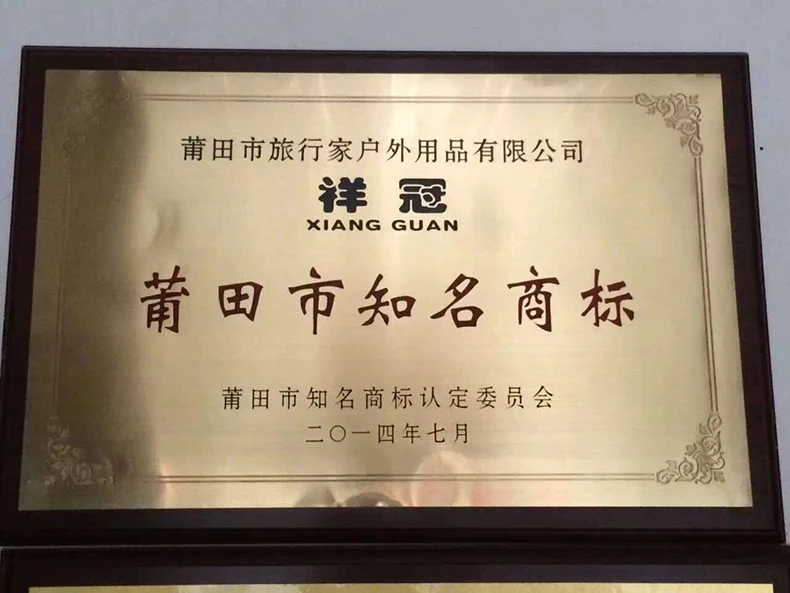 莆田市旅行家户外用品有限公司
祥冠
XIANG GUAN
莆田市知名商标
莆田市知名商标认定委员会
二〇一四年七月